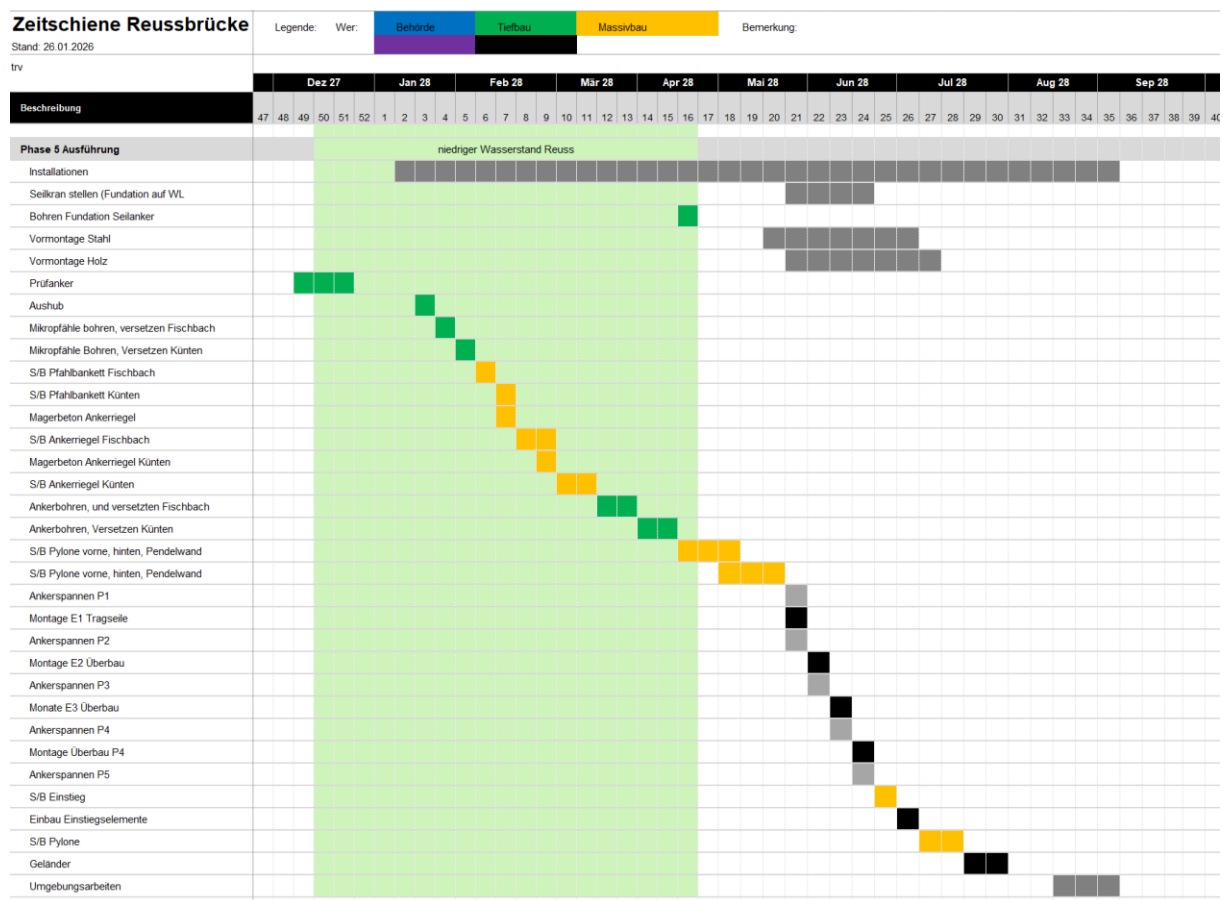 Zeitschiene Reussbrücke
Legende: Wer: Behörde Tiefbau Massivbau Bemerkung:
Stand: 26.01.2026
trv
Dez 27 Jan 28 Feb 28 Mär 28 Apr 28 Mai 28 Jun 28 Jul 28 Aug 28 Sep 28
Beschreibung
47 48 49 50 51 52 1 2 3 4 5 6 7 8 9 10 11 12 13 14 15 16 17 18 19 20 21 22 23 24 25 26 27 28 29 30 31 32 33 34 35 36 37 38 39 40
Phase 5 Ausführung niedriger Wasserstand Reuss
Installationen
Seilkran stellen (Fundation auf WL
Bohren Fundation Seilanker
Vormontage Stahl
Vormontage Holz
Prüfanker
Aushub
Mikropfähle bohren, versetzen Fischbach
Mikropfähle Bohren, Versetzen Künten
S/B Pfahlbankett Fischbach
S/B Pfahlbankett Künten
Magerbeton Ankerriegel
S/B Ankerriegel Fischbach
Magerbeton Ankerriegel Künten
S/B Ankerriegel Künten
Ankerbohren, und versetzten Fischbach
Ankerbohren, Versetzen Künten
S/B Pylone vorne, hinten, Pendelwand
S/B Pylone vorne, hinten, Pendelwand
Ankerspannen P1
Montage E1 Tragseile
Ankerspannen P2
Montage E2 Überbau
Ankerspannen P3
Monate E3 Überbau
Ankerspannen P4
Montage Überbau P4
Ankerspannen P5
S/B Einstieg
Einbau Einstiegselemente
S/B Pylone
Geländer
Umgebungsarbeiten